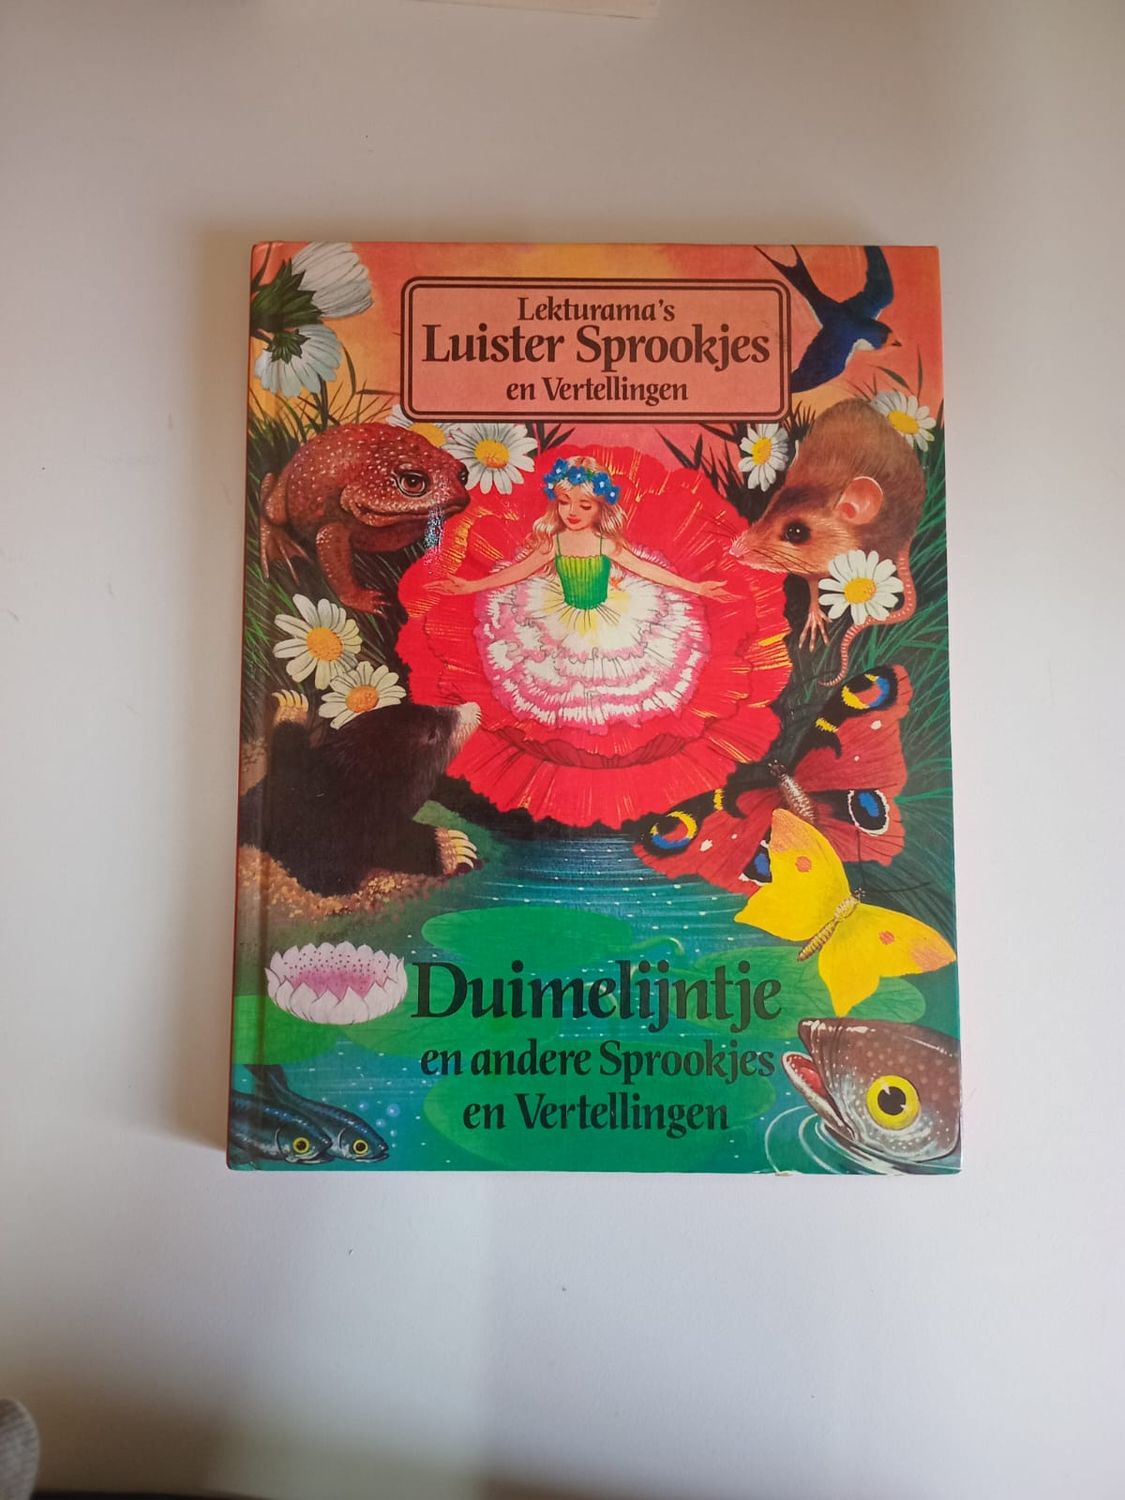 Lekturama's
Luister Sprookjes
en Vertellingen
Duimelijntje
en andere Sprookjes
en Vertellingen